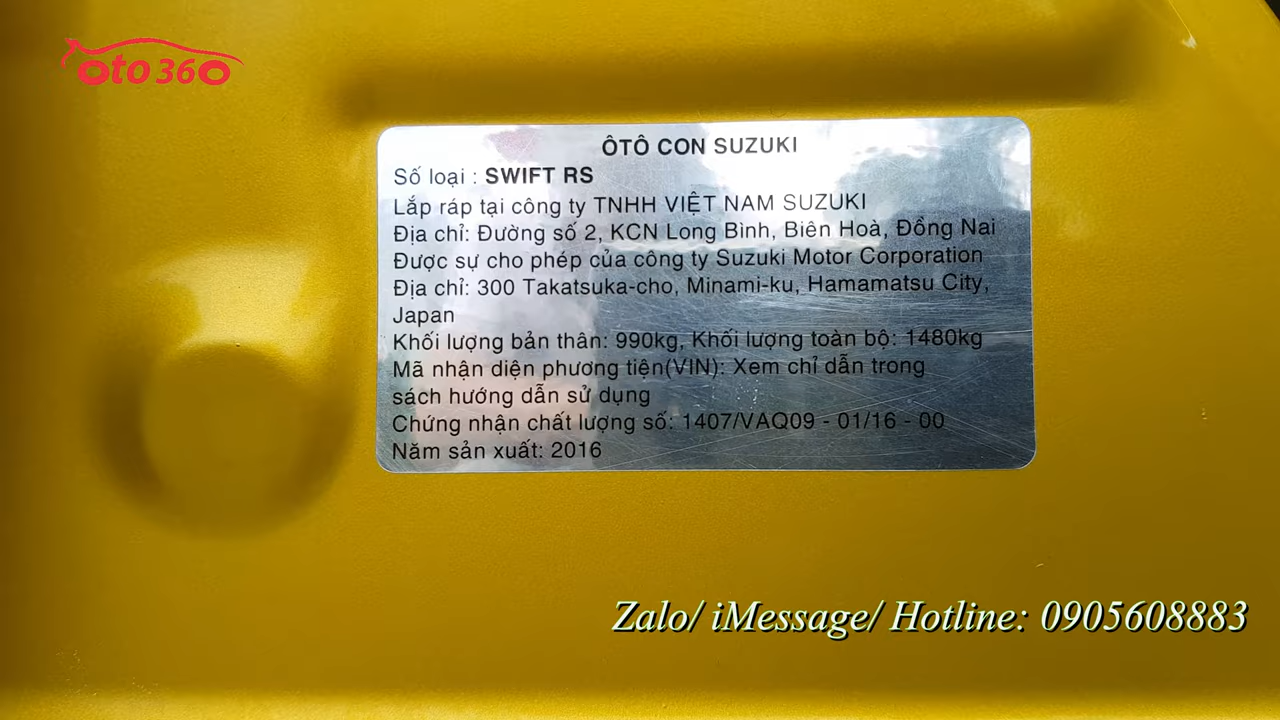 oto 360
ÔTÔ CON SUZUKI
Số loại : SWIFT RS
Lắp ráp tại công ty TNHH VIỆT NAM SUZUKI
Địa chỉ: Đường số 2, KCN Long Bình, Biên Hoà, Đồng Nai
Được sự cho phép của công ty Suzuki Motor Corporation
Địa chỉ: 300 Takatsuka-cho, Minami-ku, Hamamatsu City,
Japan
Khối lượng bản thân: 990kg, Khối lượng toàn bộ: 1480kg
Mã nhận diện phương tiện(VIN): Xem chỉ dẫn trong
sách hướng dẫn sử dụng
Chứng nhận chất lượng số: 1407/VAQ09 - 01/16 - 00
Năm sản xuất: 2016
Zalo/ iMessage/ Hotline: 0905608883